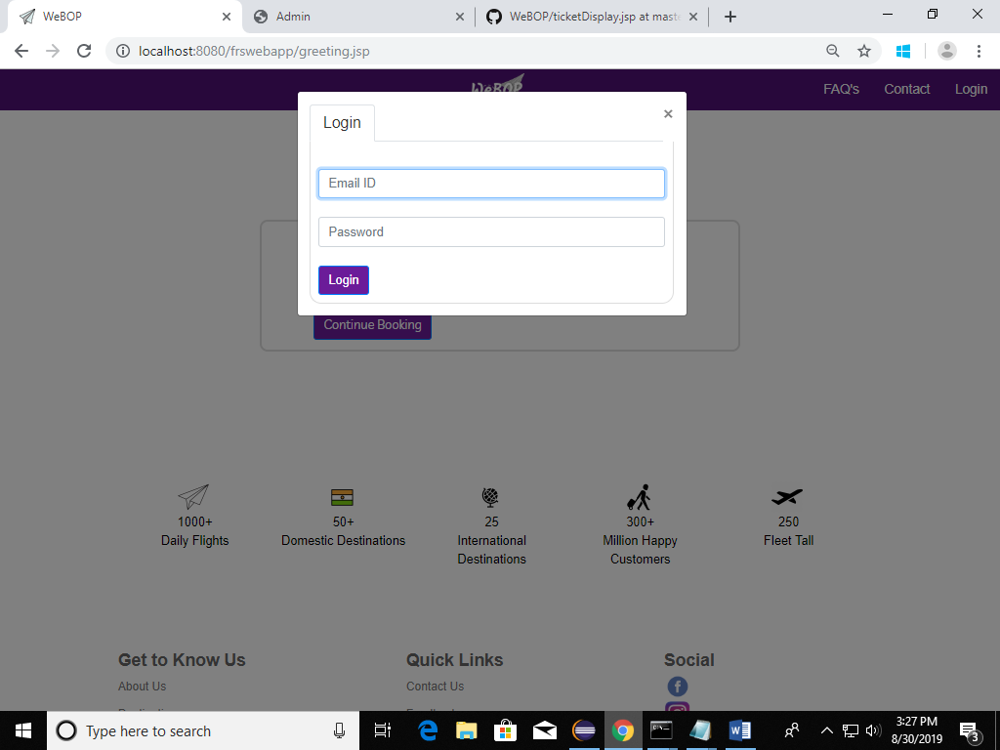 WeBOP
Admin
WeBOP/ticketDisplay.jsp at mast
localhost:8080/frswebapp/greeting.jsp
WeBOP
FAQ's Contact Login
Login
×
Email ID
Password
Login
Continue Booking
1000+
Daily Flights
50+
Domestic Destinations
25
International
Destinations
300+
Million Happy
Customers
250
Fleet Tall
Get to Know Us
About Us
Quick Links
Contact Us
Social
Type here to search
3:27 PM
8/30/2019
3